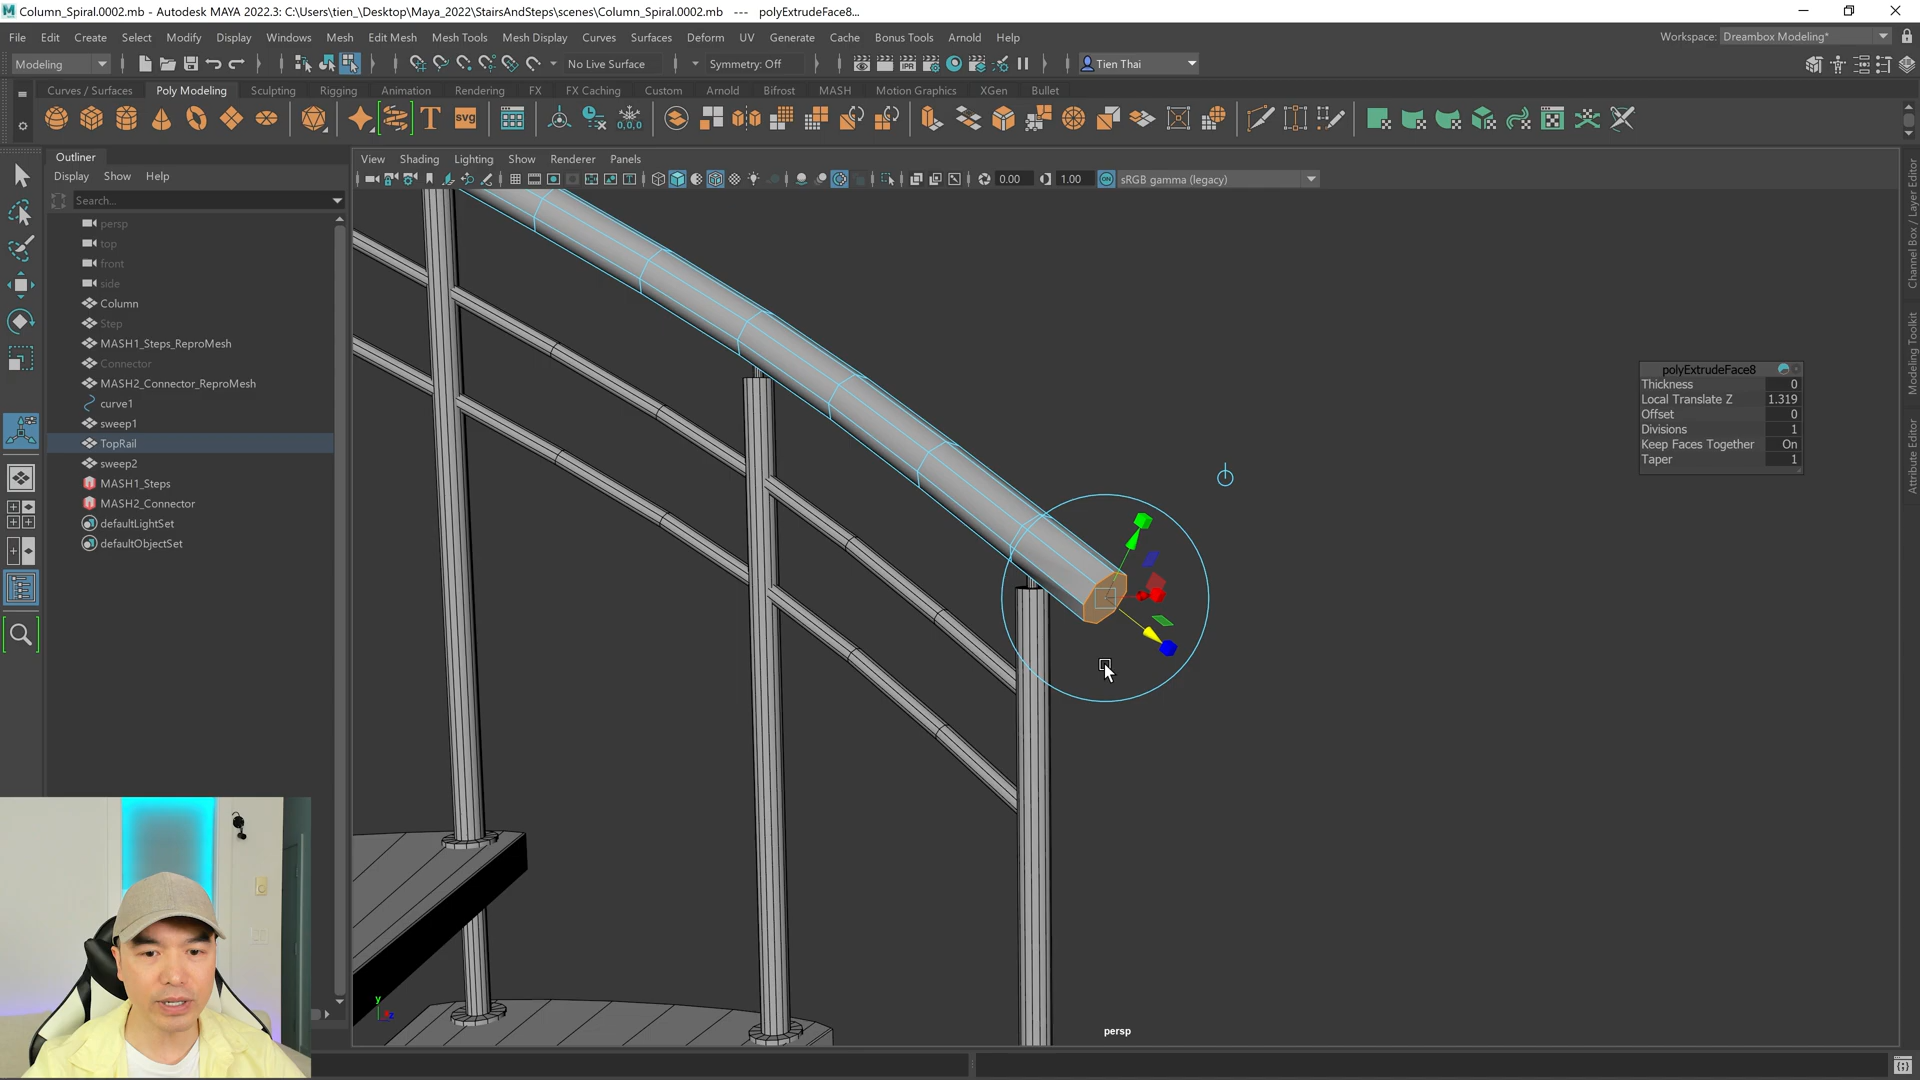 Column_Spiral.0002.mb - Autodesk MAYA 2022.3: C:\Users\tien_\Desktop\Maya_2022\StairsAndSteps\scenes\Column_Spiral.0002.mb   ---   polyExtrudeFace8...
File Edit Create Select Modify Display Windows Mesh Edit Mesh Mesh Tools Mesh Display Curves Surfaces Deform UV Generate Cache Bonus Tools Arnold Help
Workspace: Dreambox Modeling*
Modeling
No Live Surface
Symmetry: Off
Tien Thai
Curves / Surfaces Poly Modeling Sculpting Rigging Animation Rendering FX FX Caching Custom Arnold Bifrost MASH Motion Graphics XGen Bullet
T
SVG
0,0,0
IPR
Outliner
Display Show Help
Search...
persp
top
front
side
Column
Step
MASH1_Steps_ReproMesh
Connector
MASH2_Connector_ReproMesh
curve1
sweep1
TopRail
sweep2
MASH1_Steps
MASH2_Connector
defaultLightSet
defaultObjectSet
View Shading Lighting Show Renderer Panels
0.00
1.00
ON
sRGB gamma (legacy)
polyExtrudeFace8
Thickness 0
Local Translate Z 1.319
Offset 0
Divisions 1
Keep Faces Together On
Taper 1
Channel Box / Layer Editor
Modeling Toolkit
Attribute Editor
y
z
persp